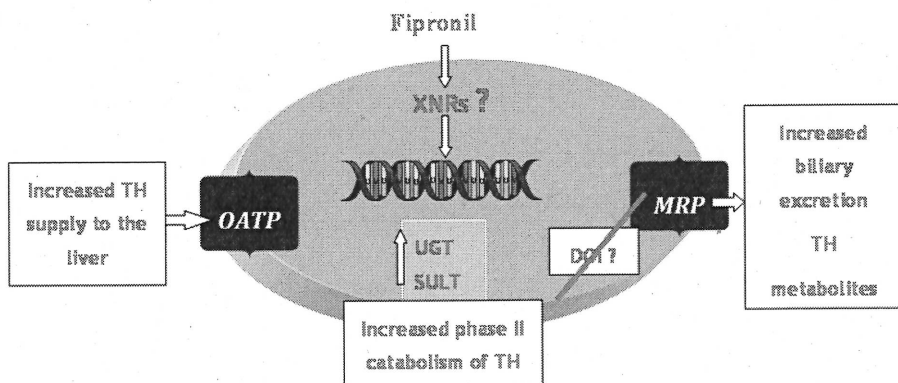 Fipronil
XNRs ?
Increased TH
supply to the
liver
OATP
UGT
SULT
Increased phase II
catabolism of TH
?
MRP
Increased
biliary
excretion
TH
metabolites